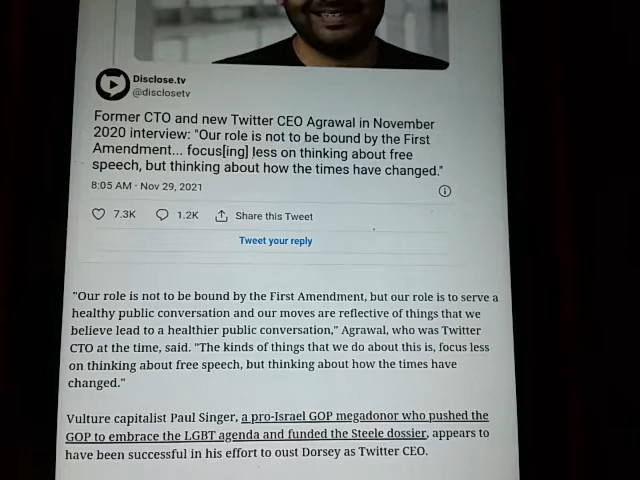 Disclose.tv
@disclosetv
Former CTO and new Twitter CEO Agrawal in November
2020 interview: "Our role is not to be bound by the First
Amendment... focus[ing] less on thinking about free
speech, but thinking about how the times have changed."
8:05 AM · Nov 29, 2021
7.3K 1.2K Share this Tweet
Tweet your reply
"Our role is not to be bound by the First Amendment, but our role is to serve a
healthy public conversation and our moves are reflective of things that we
believe lead to a healthier public conversation," Agrawal, who was Twitter
CTO at the time, said. "The kinds of things that we do about this is, focus less
on thinking about free speech, but thinking about how the times have
changed."
Vulture capitalist Paul Singer, a pro-Israel GOP megadonor who pushed the
GOP to embrace the LGBT agenda and funded the Steele dossier, appears to
have been successful in his effort to oust Dorsey as Twitter CEO.